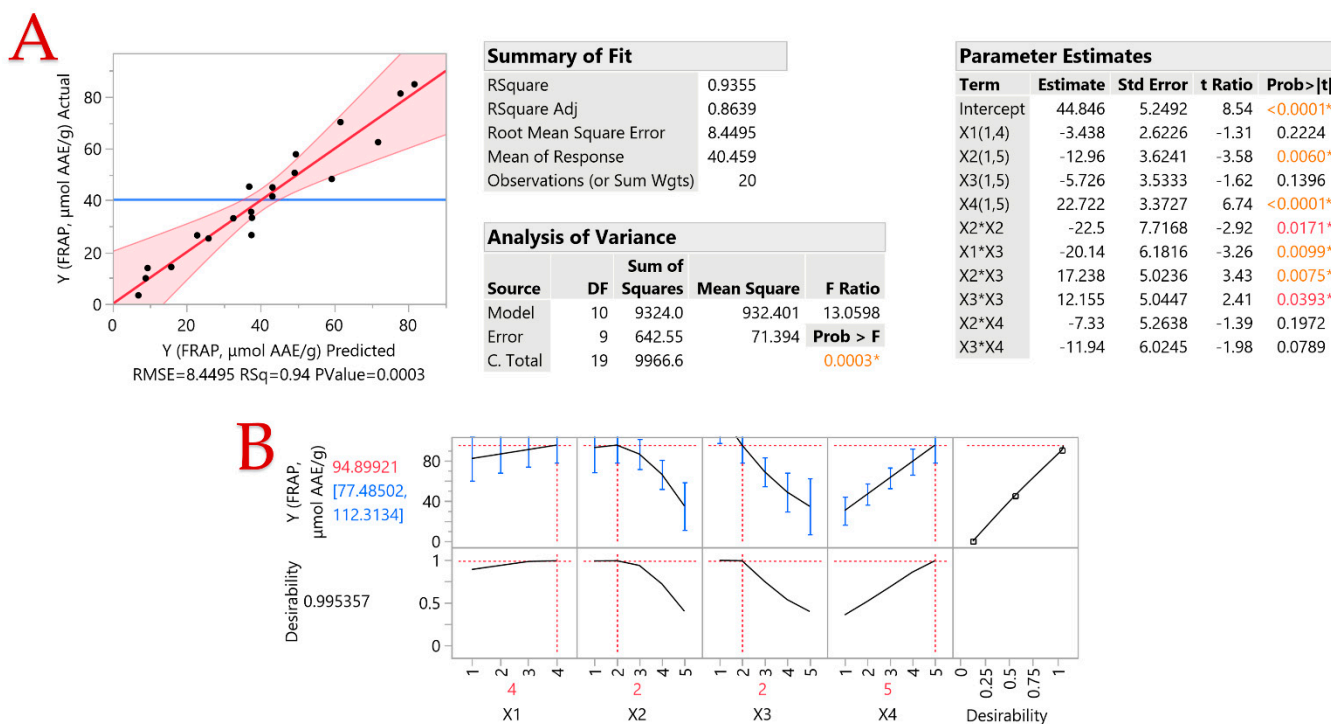 A
Y (FRAP, µmol AAE/g) Actual
80
60
40
20
0
0 20 40 60 80
Y (FRAP, µmol AAE/g) Predicted
RMSE=8.4495 RSq=0.94 PValue=0.0003
Summary of Fit
RSquare 0.9355
RSquare Adj 0.8639
Root Mean Square Error 8.4495
Mean of Response 40.459
Observations (or Sum Wgts) 20
Analysis of Variance
Sum of
Source DF Squares Mean Square F Ratio
Model 10 9324.0 932.401 13.0598
Error 9 642.55 71.394 Prob > F
C. Total 19 9966.6 0.0003*
Parameter Estimates
Term Estimate Std Error t Ratio Prob>|t|
Intercept 44.846 5.2492 8.54 <0.0001*
X1(1,4) -3.438 2.6226 -1.31 0.2224
X2(1,5) -12.96 3.6241 -3.58 0.0060*
X3(1,5) -5.726 3.5333 -1.62 0.1396
X4(1,5) 22.722 3.3727 6.74 <0.0001*
X2*X2 -22.5 7.7168 -2.92 0.0171*
X1*X3 -20.14 6.1816 -3.26 0.0099*
X2*X3 17.238 5.0236 3.43 0.0075*
X3*X3 12.155 5.0447 2.41 0.0393*
X2*X4 -7.33 5.2638 -1.39 0.1972
X3*X4 -11.94 6.0245 -1.98 0.0789
B
Y (FRAP,
µmol AAE/g)
94.89921
[77.48502,
112.3134]
80
40
0
Desirability
0.995357
1
0.5
0
1 2 3 4 1 2 3 4 5 1 2 3 4 5 1 2 3 4 5 0 0.25 0.5 0.75 1
4 2 2 5
X1 X2 X3 X4 Desirability